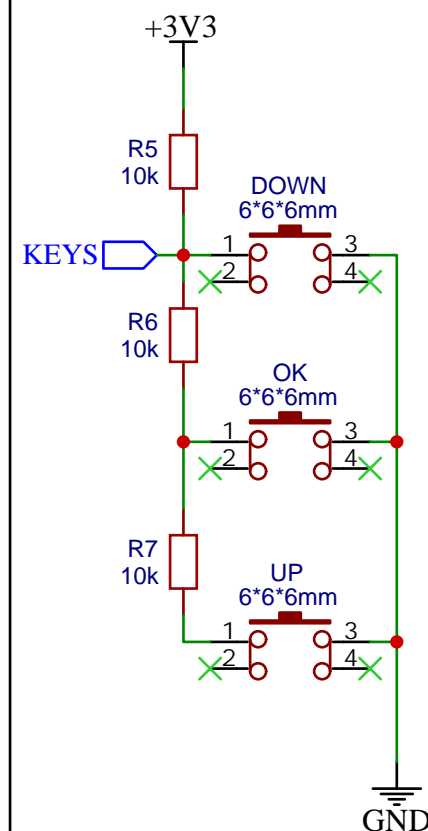 +3V3
R5
10k
DOWN
6*6*6mm
KEYS
1 3
2 4
R6
10k
OK
6*6*6mm
1 3
2 4
R7
10k
UP
6*6*6mm
1 3
2 4
GND